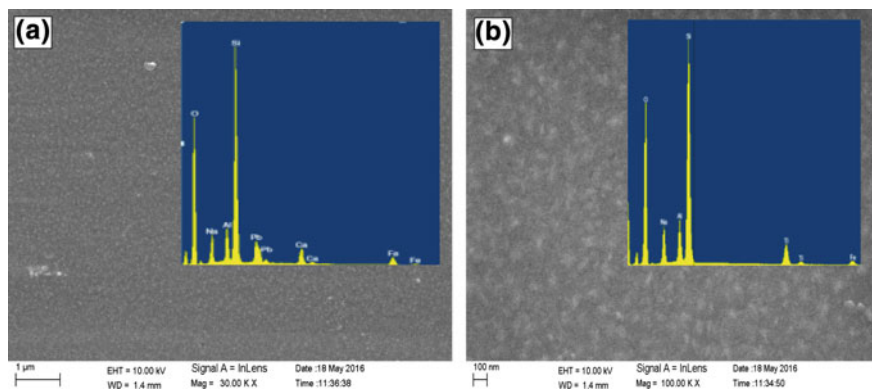 (a)
Si
O
Na
Al
Pb
Pb
Ca
Ca
Fe
Fe
1 µm
EHT = 10.00 kV
WD = 1.4 mm
Signal A = InLens
Mag = 30.00 K X
Date :18 May 2016
Time :11:36:38
(b)
S
S
S
100 nm
EHT = 10.00 kV
WD = 1.4 mm
Signal A = InLens
Mag = 100.00 K X
Date :18 May 2016
Time :11:34:50